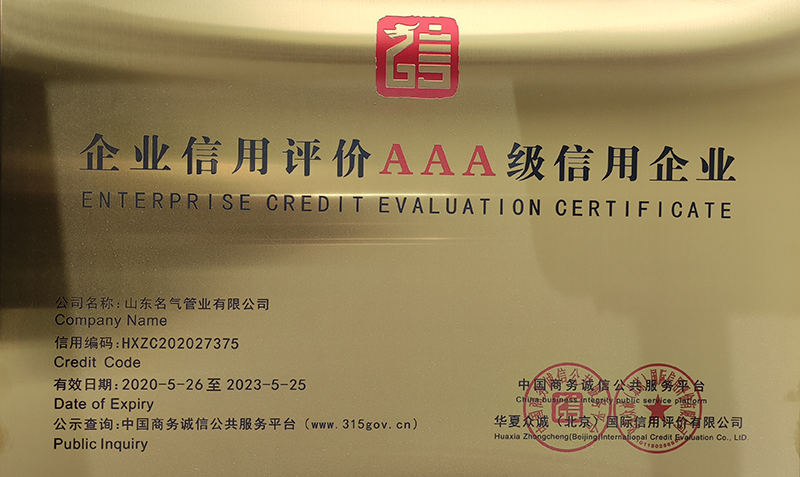 信
企业信用评价AAA级信用企业
ENTERPRISE CREDIT EVALUATION CERTIFICATE
公司名称:山东名气管业有限公司
Company Name
信用编码:HXZC202027375
Credit Code
有效日期:2020-5-26 至 2023-5-25
Date of Expiry
公示查询:中国商务诚信公共服务平台 (www.315gov.cn)
Public Inquiry
中国商务诚信公共服务平台
China business integrity public service platform
华夏众诚（北京）国际信用评价有限公司
Huaxia Zhongcheng(Beijing)International Credit Evaluation Co., LTD.